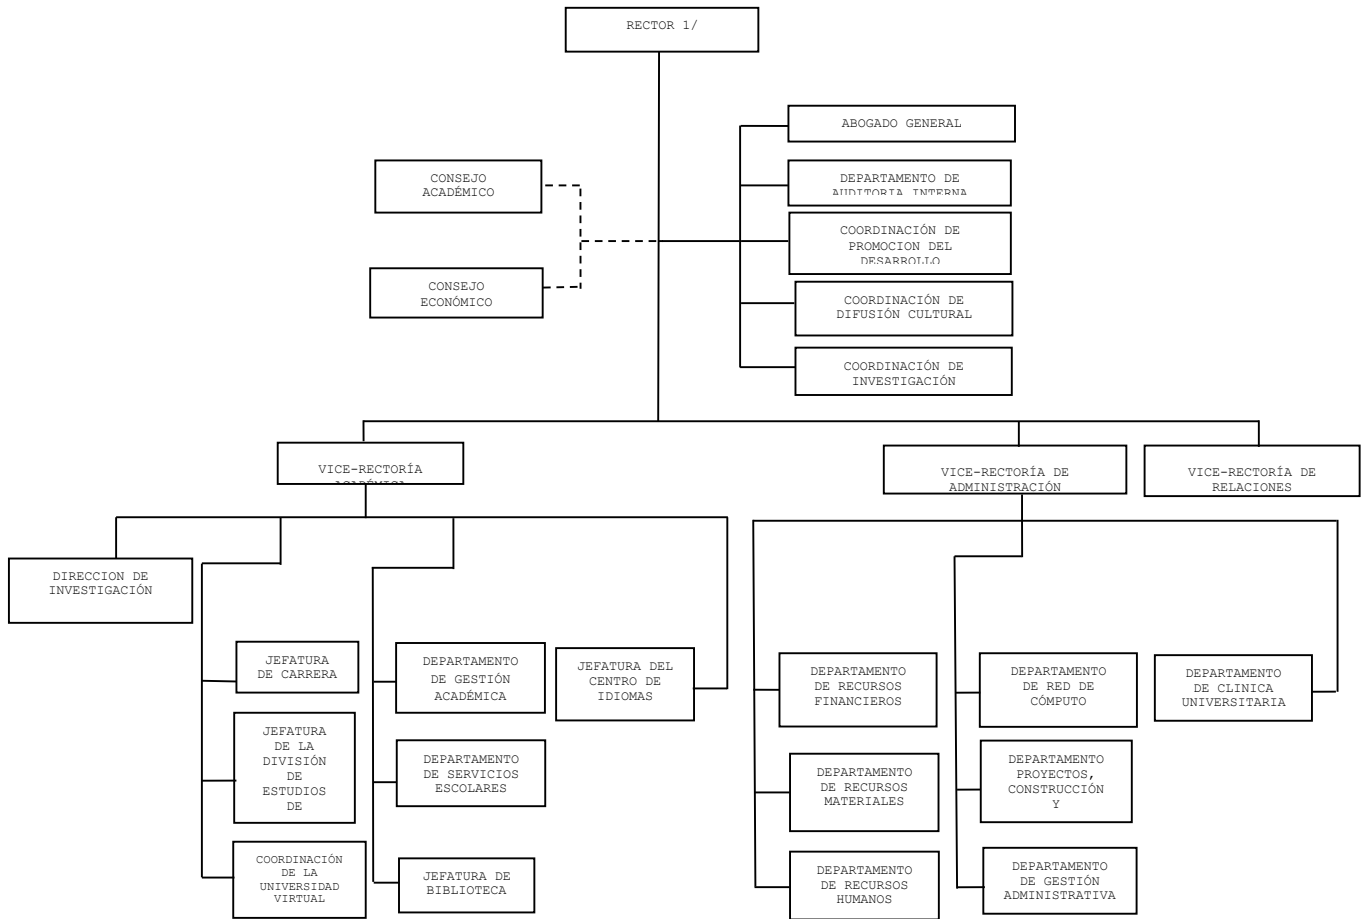 RECTOR 1/
ABOGADO GENERAL
CONSEJO
ACADÉMICO
DEPARTAMENTO DE
AUDITORIA INTERNA
COORDINACIÓN DE
PROMOCION DEL
DESARROLLO
CONSEJO
ECONÓMICO
COORDINACIÓN DE
DIFUSIÓN CULTURAL
COORDINACIÓN DE
INVESTIGACIÓN
VICE-RECTORÍA
ACADÉMICA
VICE-RECTORÍA DE
ADMINISTRACIÓN
VICE-RECTORÍA DE
RELACIONES
DIRECCION DE
INVESTIGACIÓN
JEFATURA
DE CARRERA
JEFATURA
DE LA
DIVISIÓN
DE
ESTUDIOS
DE
COORDINACIÓN
DE LA
UNIVERSIDAD
VIRTUAL
DEPARTAMENTO
DE GESTIÓN
ACADÉMICA
DEPARTAMENTO
DE SERVICIOS
ESCOLARES
JEFATURA DE
BIBLIOTECA
JEFATURA DEL
CENTRO DE
IDIOMAS
DEPARTAMENTO
DE RECURSOS
FINANCIEROS
DEPARTAMENTO
DE RECURSOS
MATERIALES
DEPARTAMENTO
DE RECURSOS
HUMANOS
DEPARTAMENTO
DE RED DE
CÓMPUTO
DEPARTAMENTO
PROYECTOS,
CONSTRUCCIÓN
Y
DEPARTAMENTO
DE GESTIÓN
ADMINISTRATIVA
DEPARTAMENTO
DE CLINICA
UNIVERSITARIA